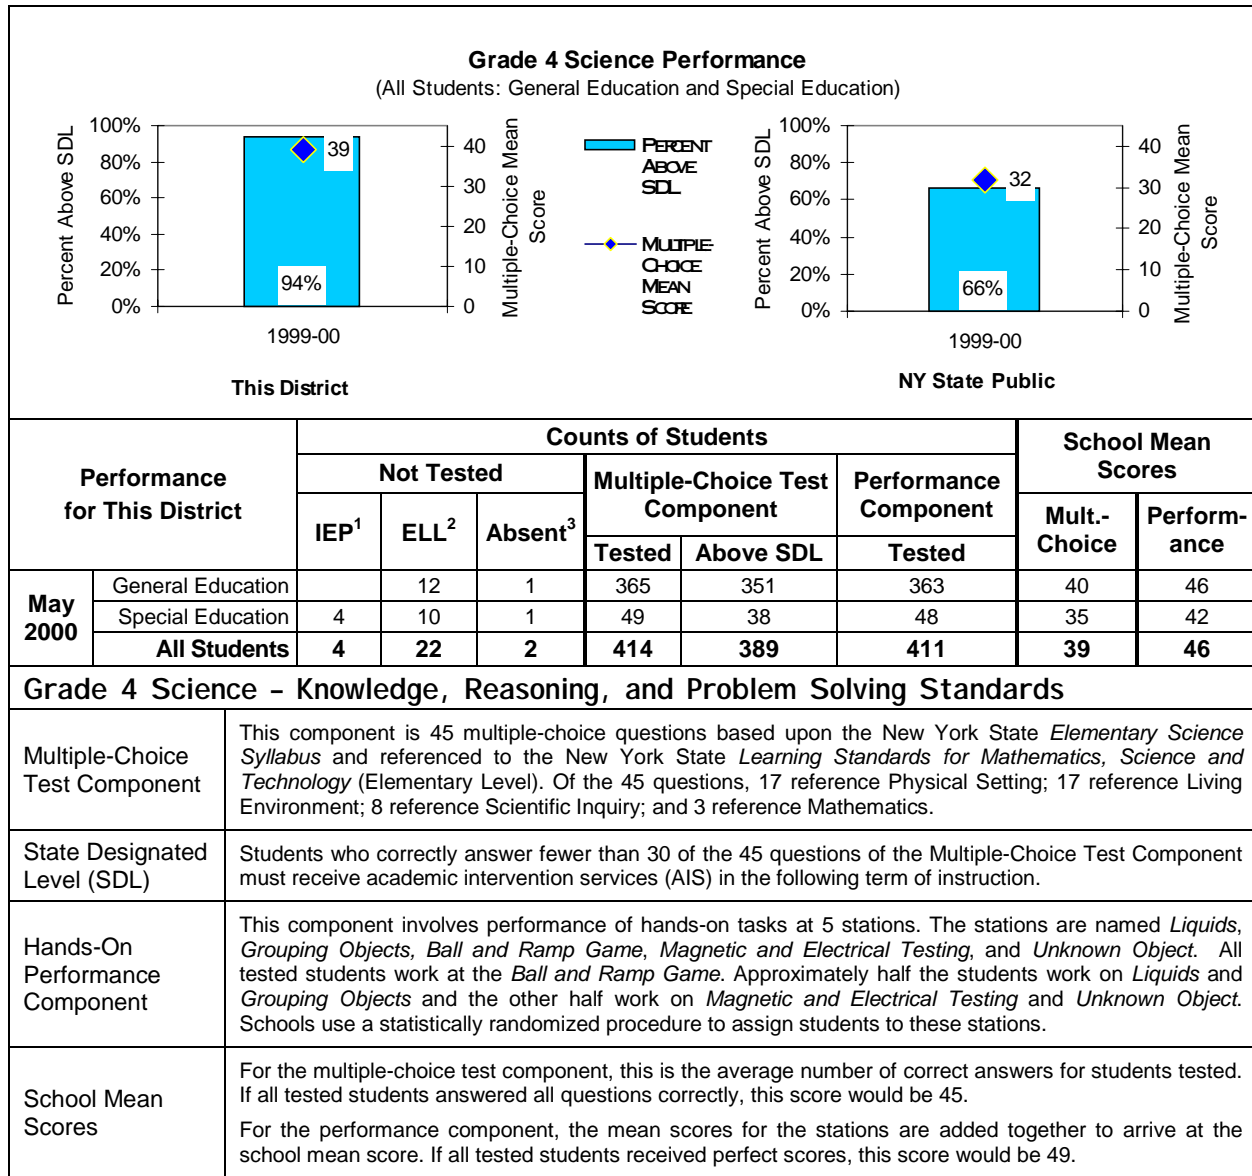 Grade 4 Science Performance
(All Students: General Education and Special Education)
Percent Above SDL
100%
80%
60%
40%
20%
0%
39
94%
40
30
20
10
0
Multiple-Choice Mean
Score
1999-00
This District
PERCENT
ABOVE
SDL
MULTIPLE-
CHOICE
MEAN
SCORE
Percent Above SDL
100%
80%
60%
40%
20%
0%
32
66%
40
30
20
10
0
Multiple-Choice Mean
Score
1999-00
NY State Public
Performance
for This District
Counts of Students
School Mean
Scores
Not Tested
Multiple-Choice Test
Component
Performance
Component
IEP1 ELL2 Absent3
Tested Above SDL Tested
Mult.-
Choice
Perform-
ance
May
2000
General Education 12 1 365 351 363 40 46
Special Education 4 10 1 49 38 48 35 42
All Students 4 22 2 414 389 411 39 46
Grade 4 Science – Knowledge, Reasoning, and Problem Solving Standards
Multiple-Choice
Test Component
This component is 45 multiple-choice questions based upon the New York State Elementary Science
Syllabus and referenced to the New York State Learning Standards for Mathematics, Science and
Technology (Elementary Level). Of the 45 questions, 17 reference Physical Setting; 17 reference Living
Environment; 8 reference Scientific Inquiry; and 3 reference Mathematics.
State Designated
Level (SDL)
Students who correctly answer fewer than 30 of the 45 questions of the Multiple-Choice Test Component
must receive academic intervention services (AIS) in the following term of instruction.
Hands-On
Performance
Component
This component involves performance of hands-on tasks at 5 stations. The stations are named Liquids,
Grouping Objects, Ball and Ramp Game, Magnetic and Electrical Testing, and Unknown Object. All
tested students work at the Ball and Ramp Game. Approximately half the students work on Liquids and
Grouping Objects and the other half work on Magnetic and Electrical Testing and Unknown Object.
Schools use a statistically randomized procedure to assign students to these stations.
School Mean
Scores
For the multiple-choice test component, this is the average number of correct answers for students tested.
If all tested students answered all questions correctly, this score would be 45.
For the performance component, the mean scores for the stations are added together to arrive at the
school mean score. If all tested students received perfect scores, this score would be 49.